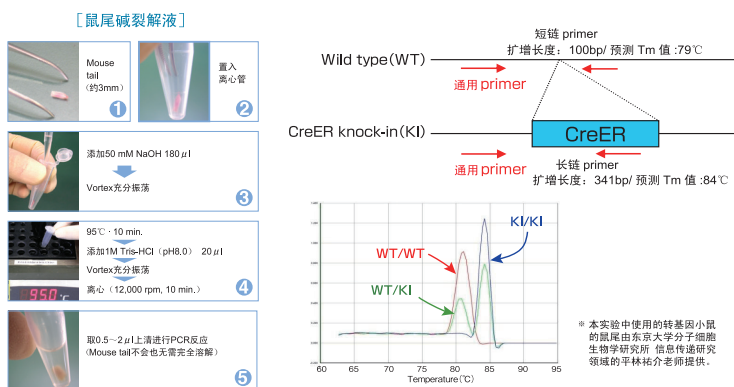 ［鼠尾碱裂解液］
Mouse
tail
（约3mm）
1
置入
离心管
2
添加50 mM NaOH 180μl
Vortex充分振荡
3
95℃・10 min.
添加1M Tris-HCl（pH8.0） 20μl
Vortex充分振荡
离心（12,000 rpm, 10 min.）
95.0 ℃
4
取0.5～2μl上清进行PCR反应
（Mouse tail不会也无需完全溶解）
5
短链 primer
扩增长度：100bp/ 预测 Tm 值 :79℃
Wild type(WT)
通用 primer
CreER knock-in(KI)
CreER
通用 primer
长链 primer
扩增长度：341bp/ 预测 Tm 值 :84℃
KI/KI
WT/WT
WT/KI
60 65 70 75 80 85 90 95
Temperature(℃)
※ 本实验中使用的转基因小鼠
的鼠尾由东京大学分子细胞
生物学研究所 信息传递研究
领域的平林祐介老师提供。